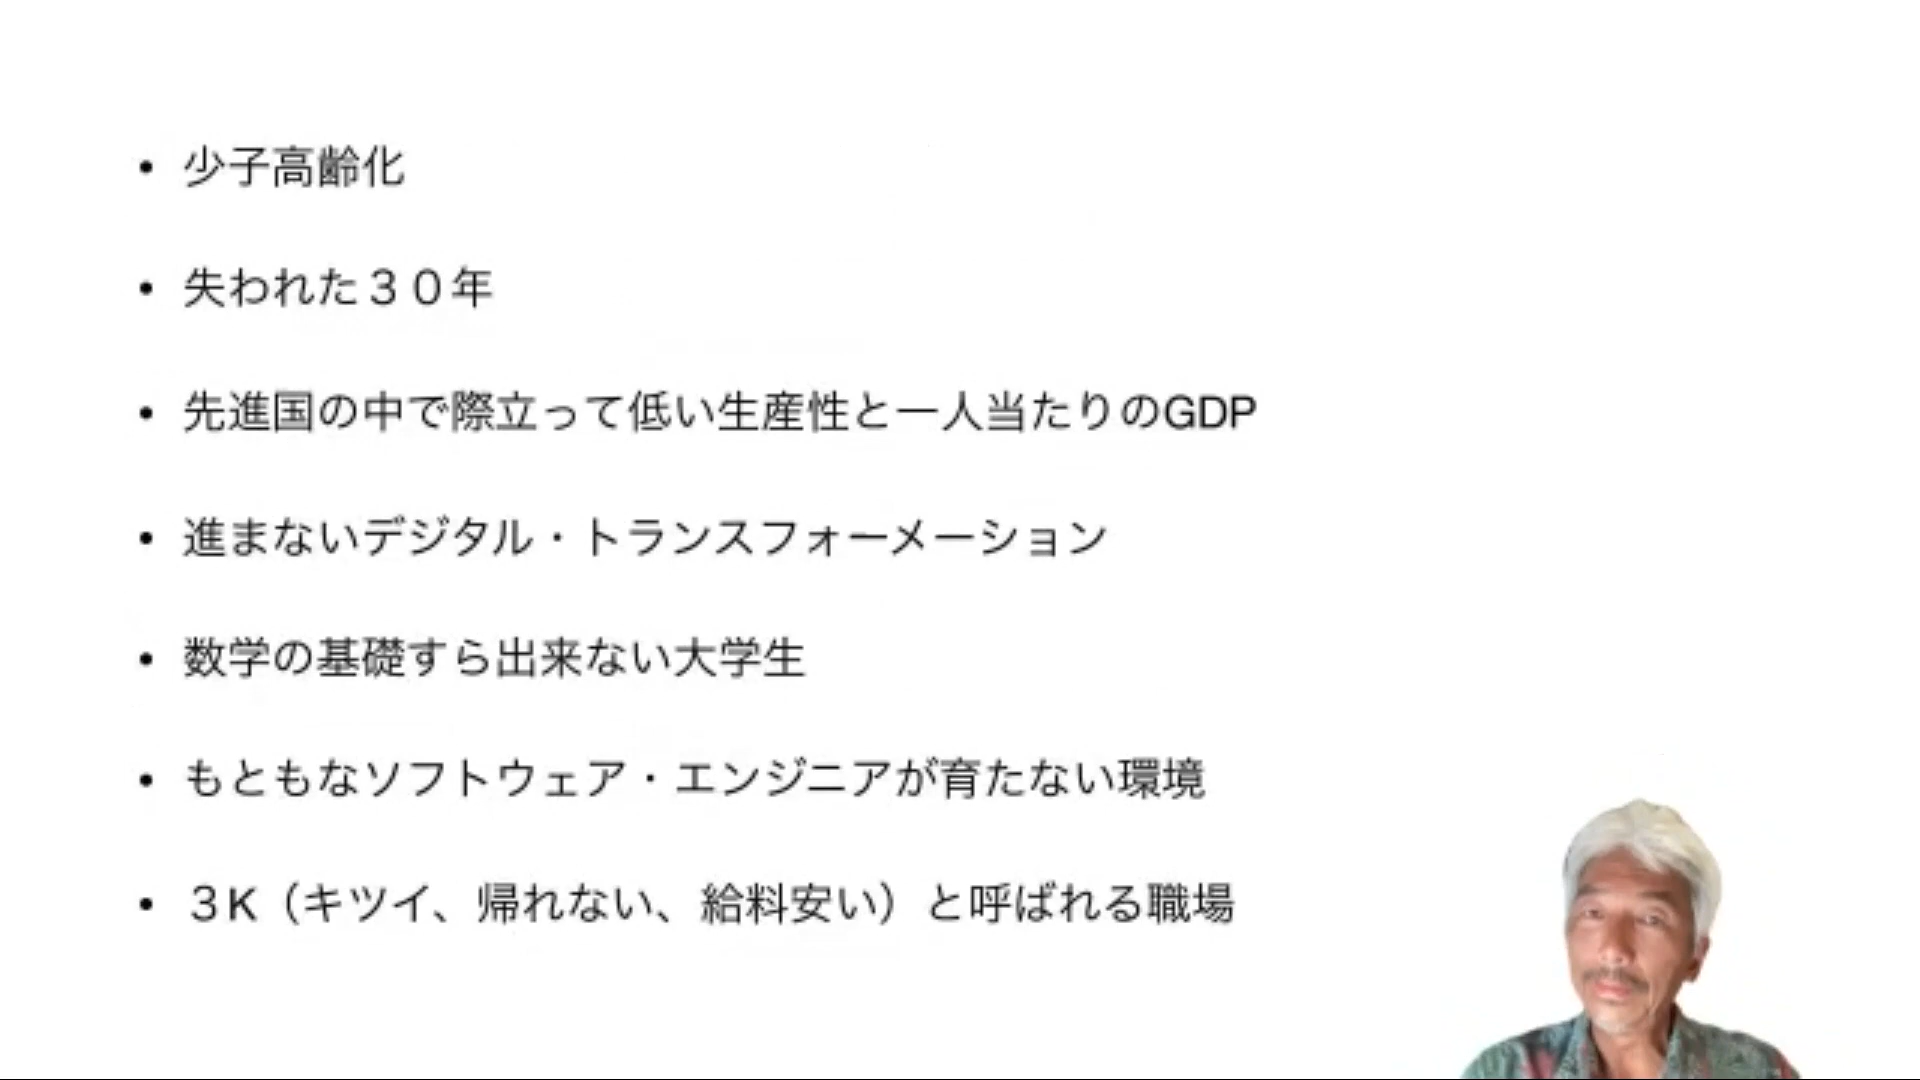 ・少子高齢化
・失われた３０年
・先進国の中で際立って低い生産性と一人当たりのGDP
・進まないデジタル・トランスフォーメーション
・数学の基礎すら出来ない大学生
・もともなソフトウェア・エンジニアが育たない環境
・３K（キツイ、帰れない、給料安い）と呼ばれる職場